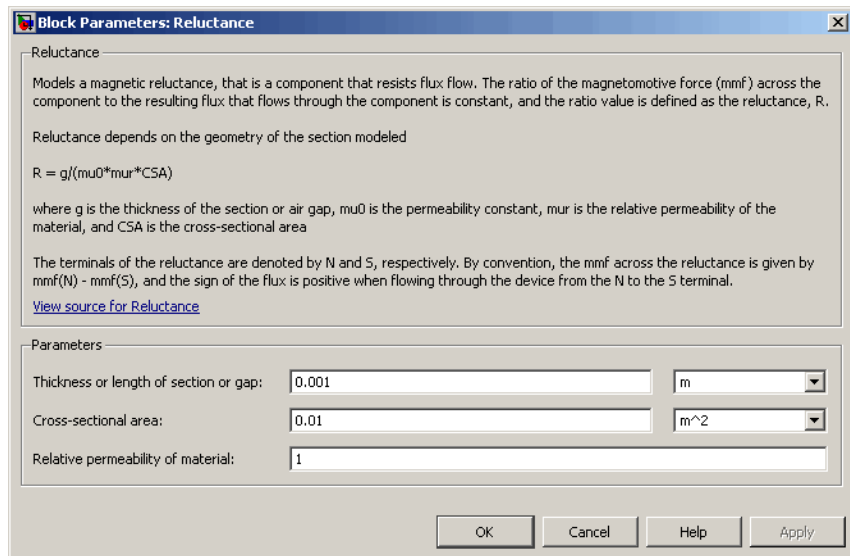 Block Parameters: Reluctance
Reluctance
Models a magnetic reluctance, that is a component that resists flux flow. The ratio of the magnetomotive force (mmf) across the
component to the resulting flux that flows through the component is constant, and the ratio value is defined as the reluctance, R.
Reluctance depends on the geometry of the section modeled
R = g/(mu0*mur*CSA)
where g is the thickness of the section or air gap, mu0 is the permeability constant, mur is the relative permeability of the
material, and CSA is the cross-sectional area
The terminals of the reluctance are denoted by N and S, respectively. By convention, the mmf across the reluctance is given by
mmf(N) - mmf(S), and the sign of the flux is positive when flowing through the device from the N to the S terminal.
View source for Reluctance
Parameters
Thickness or length of section or gap: 0.001 m
Cross-sectional area: 0.01 m^2
Relative permeability of material: 1
OK Cancel Help Apply